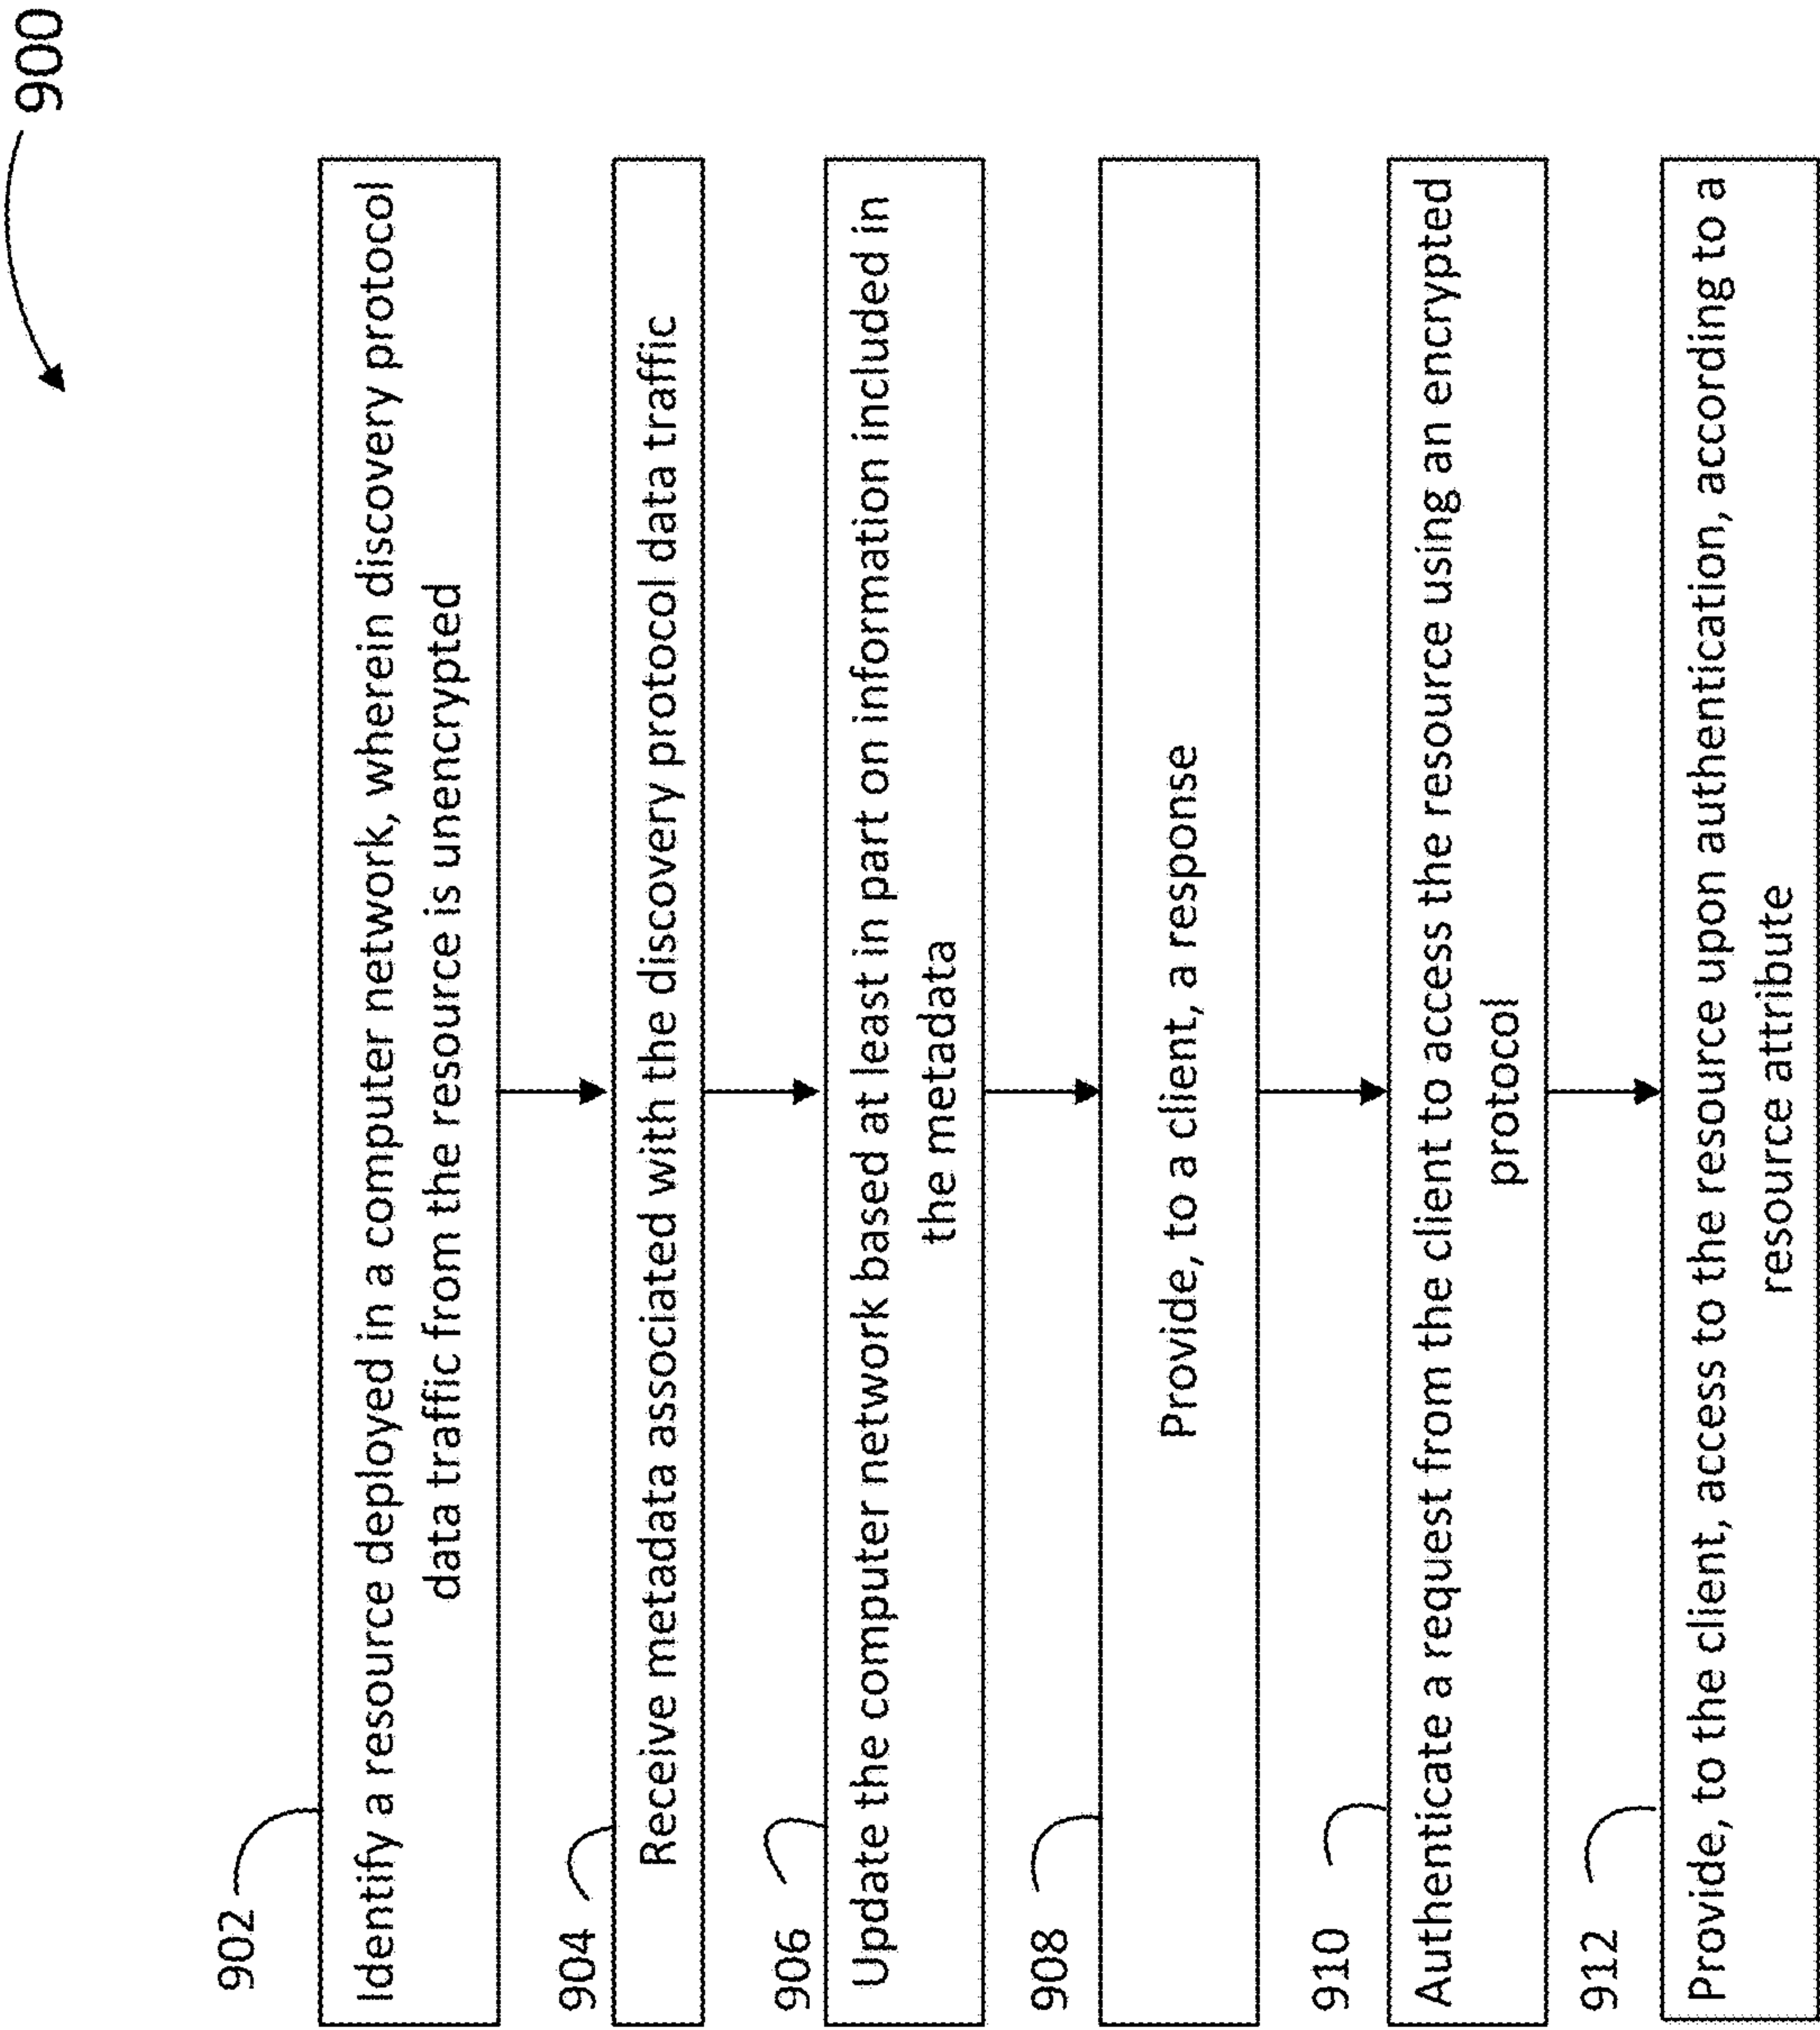 900
902
Identify a resource deployed in a computer network, wherein discovery protocol
data traffic from the resource is unencrypted
904
Receive metadata associated with the discovery protocol data traffic
906
Update the computer network based at least in part on information included in
the metadata
908
Provide, to a client, a response
910
Authenticate a request from the client to access the resource using an encrypted
protocol
912
Provide, to the client, access to the resource upon authentication, according to a
resource attribute